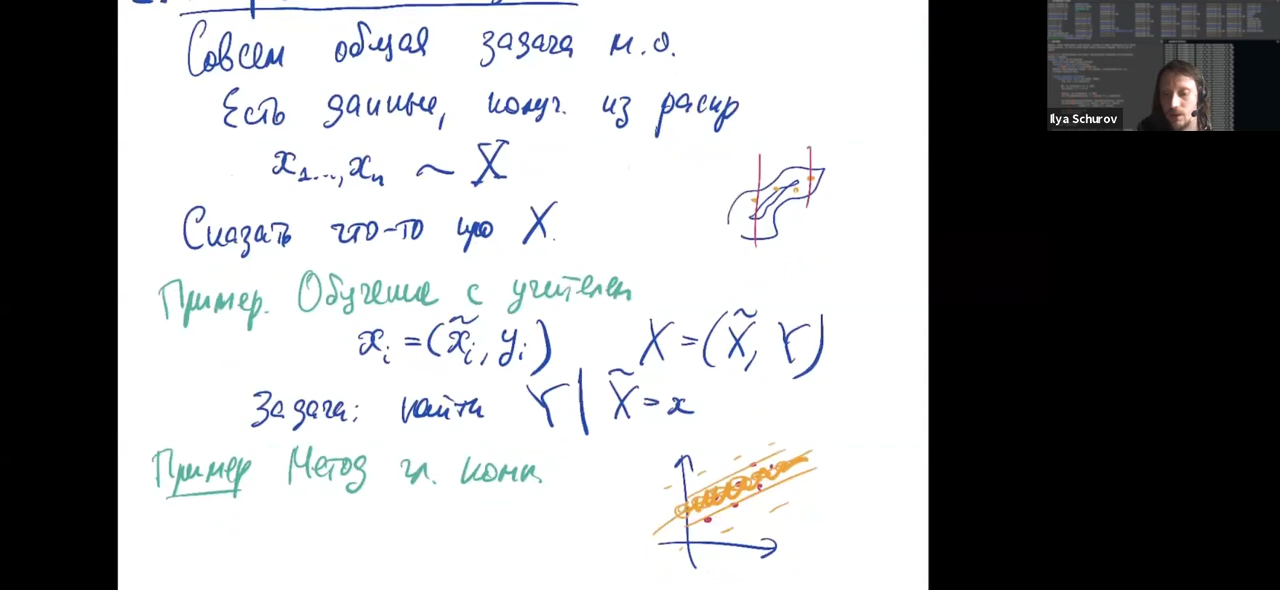 Совсем общая задача м.о.
Есть данные, получ. из распр
x₁...,xₙ ~ X
Сказать что-то про X.
Пример. Обучение с учителем
xᵢ = (x̃ᵢ, yᵢ) X = (X̃, Y)
Задача: найти Y | X̃ = x
Пример Метод гл. комп.
Ilya Schurov